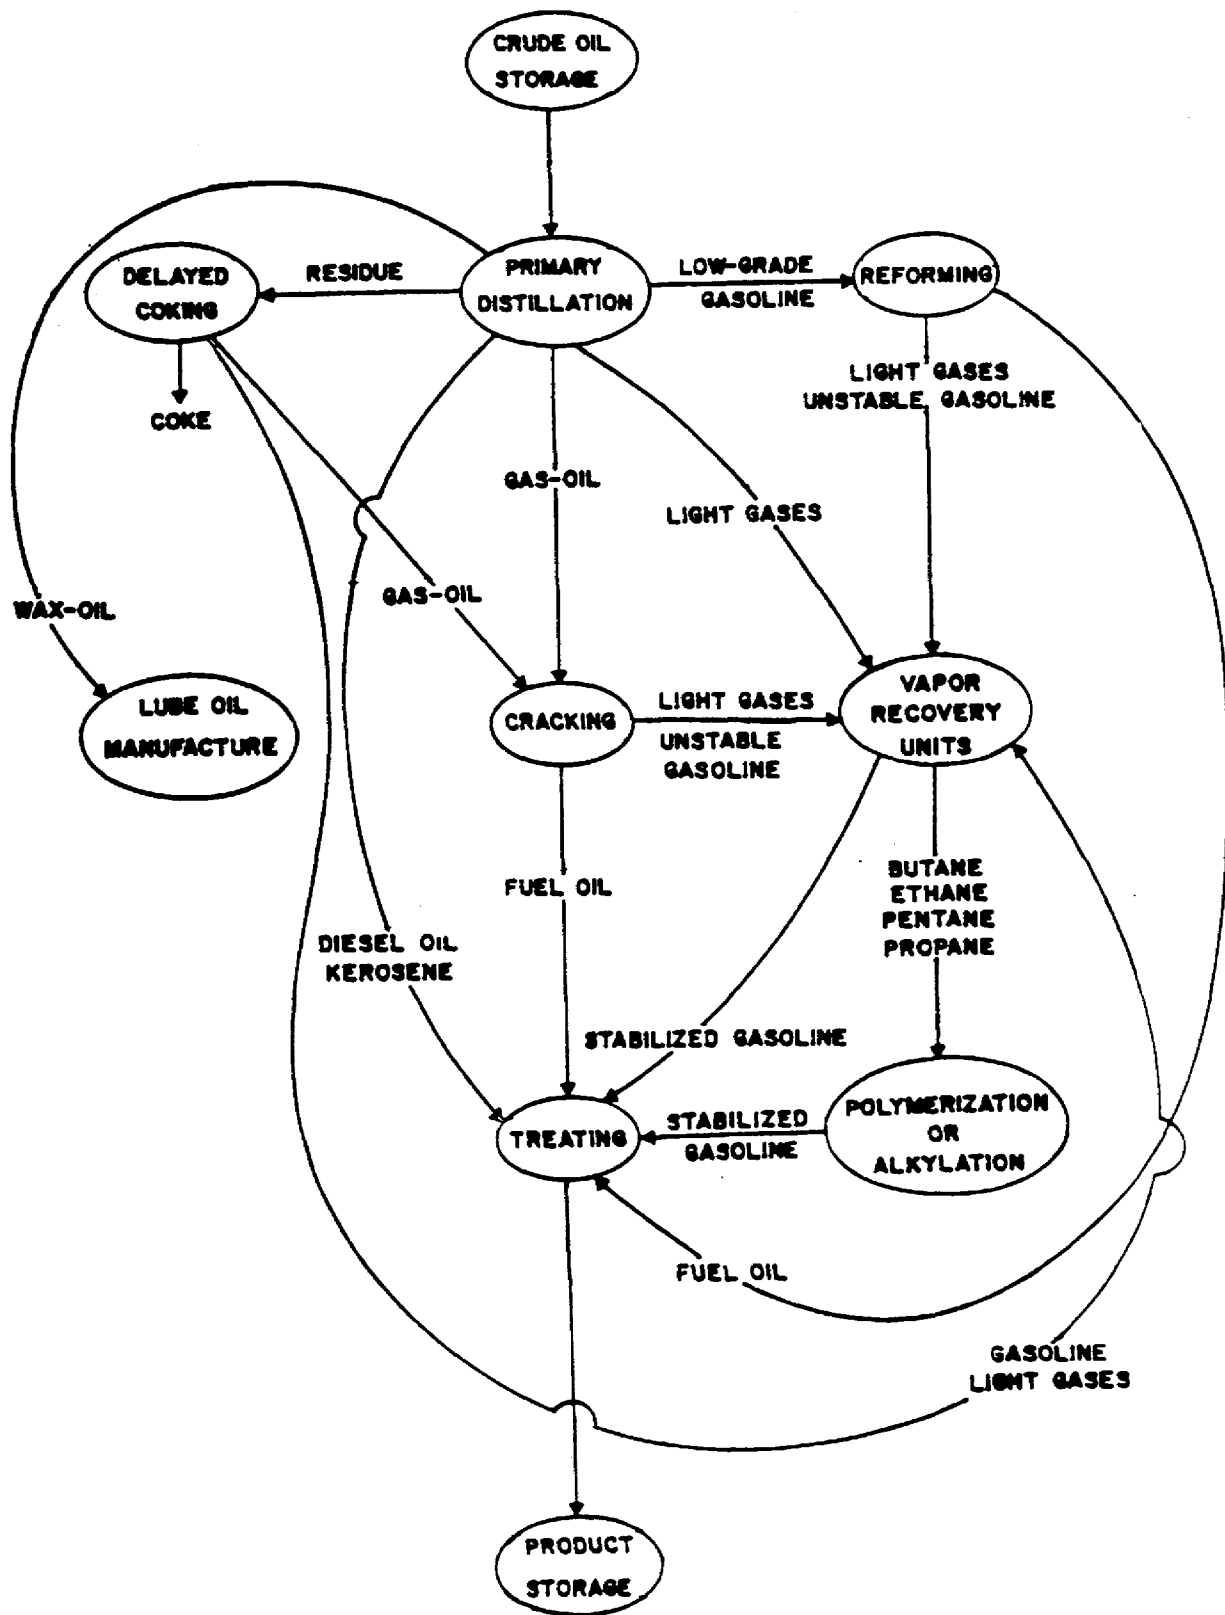 CRUDE OIL
STORAGE
DELAYED
COKING
RESIDUE
PRIMARY
DISTILLATION
LOW-GRADE
GASOLINE
REFORMING
COKE
LIGHT GASES
UNSTABLE GASOLINE
GAS-OIL
LIGHT GASES
GAS-OIL
WAX-OIL
LUBE OIL
MANUFACTURE
CRACKING
LIGHT GASES
UNSTABLE
GASOLINE
VAPOR
RECOVERY
UNITS
FUEL OIL
BUTANE
ETHANE
PENTANE
PROPANE
DIESEL OIL
KEROSENE
STABILIZED GASOLINE
TREATING
STABILIZED
GASOLINE
POLYMERIZATION
OR
ALKYLATION
FUEL OIL
GASOLINE
LIGHT GASES
PRODUCT
STORAGE